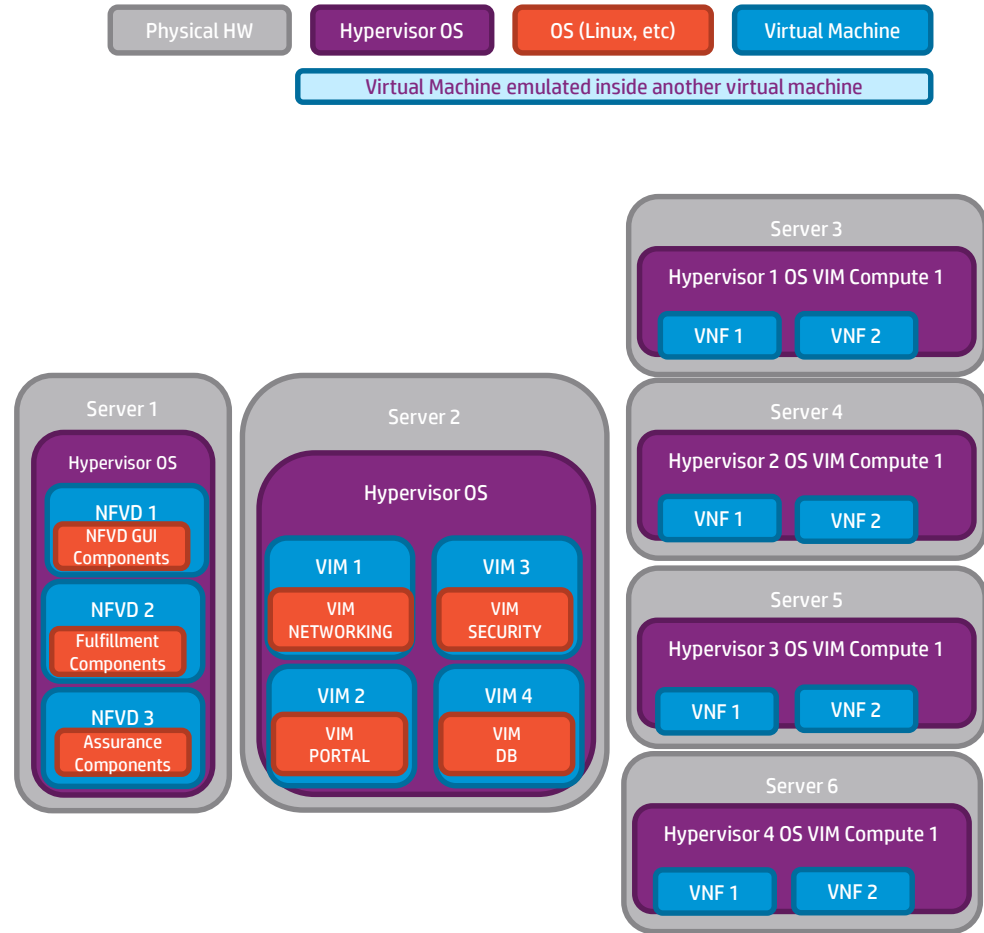 Physical HW
Hypervisor OS
OS (Linux, etc)
Virtual Machine
Virtual Machine emulated inside another virtual machine
Server 1
Hypervisor OS
NFVD 1
NFVD GUI
Components
NFVD 2
Fulfillment
Components
NFVD 3
Assurance
Components
Server 2
Hypervisor OS
VIM 1
VIM
NETWORKING
VIM 3
VIM
SECURITY
VIM 2
VIM
PORTAL
VIM 4
VIM
DB
Server 3
Hypervisor 1 OS VIM Compute 1
VNF 1
VNF 2
Server 4
Hypervisor 2 OS VIM Compute 1
VNF 1
VNF 2
Server 5
Hypervisor 3 OS VIM Compute 1
VNF 1
VNF 2
Server 6
Hypervisor 4 OS VIM Compute 1
VNF 1
VNF 2